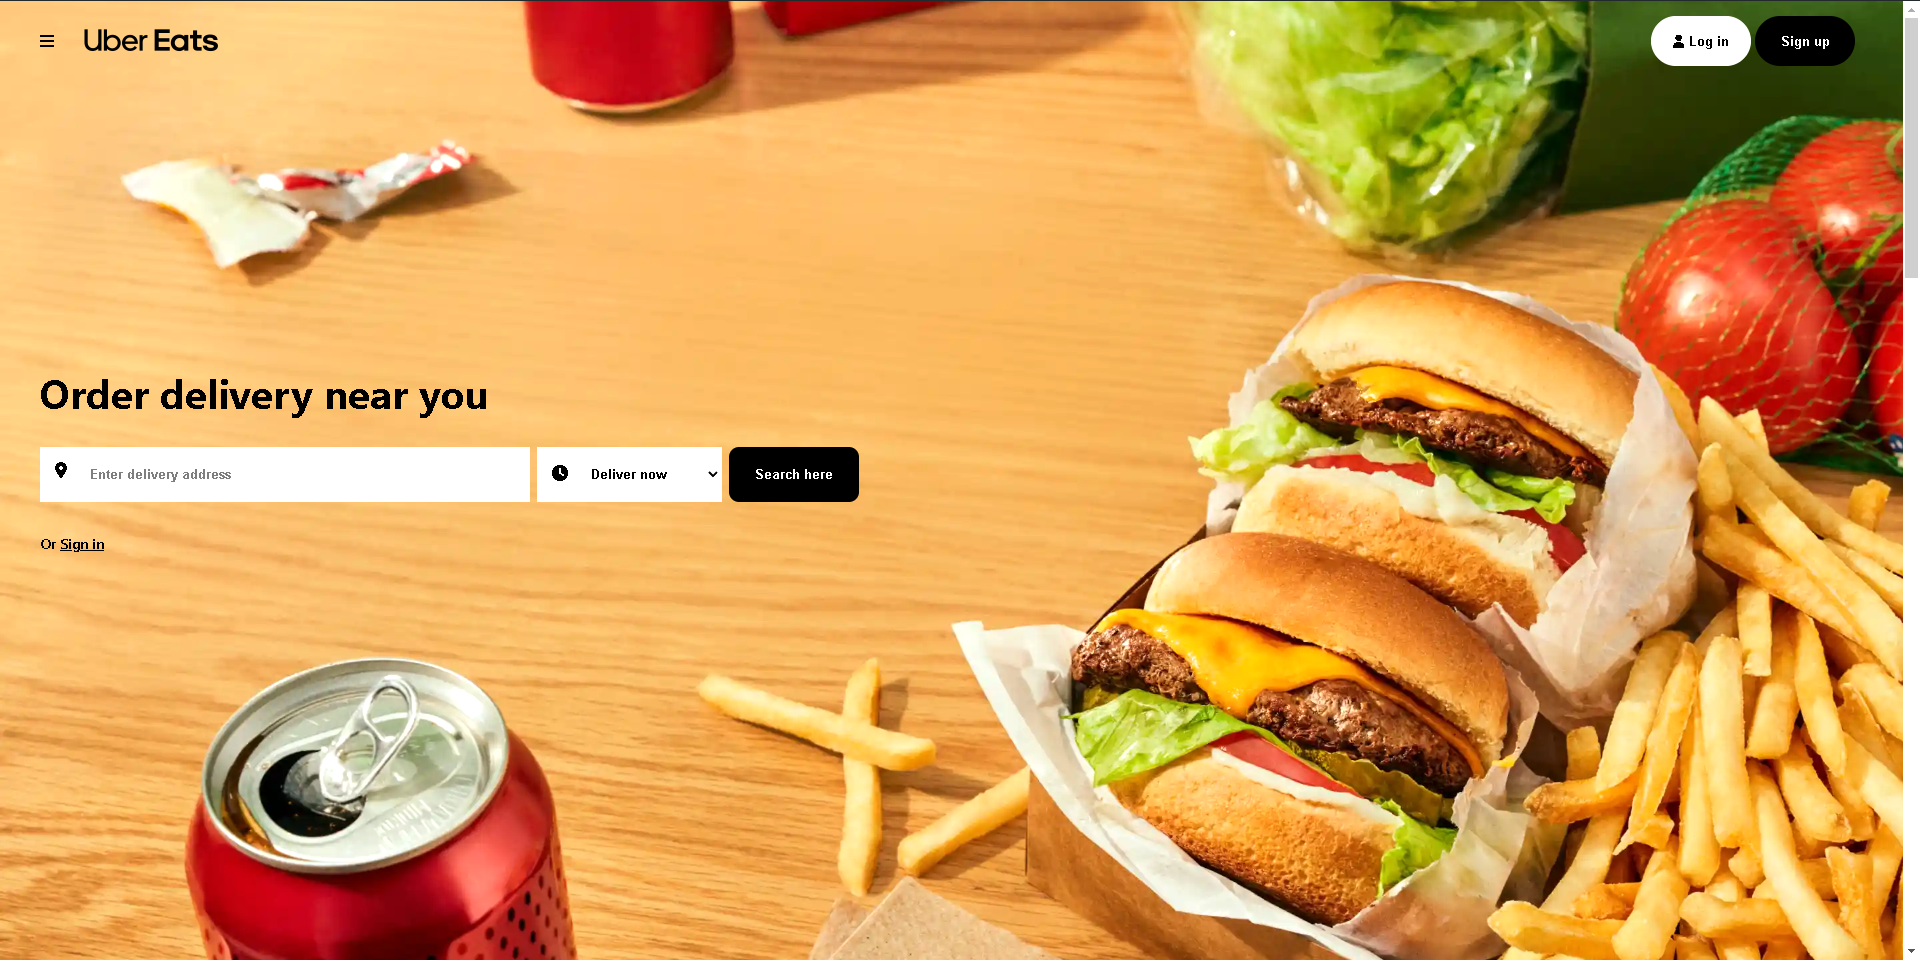 Uber Eats
Log in
Sign up
Order delivery near you
Enter delivery address
Deliver now
Search here
Or Sign in